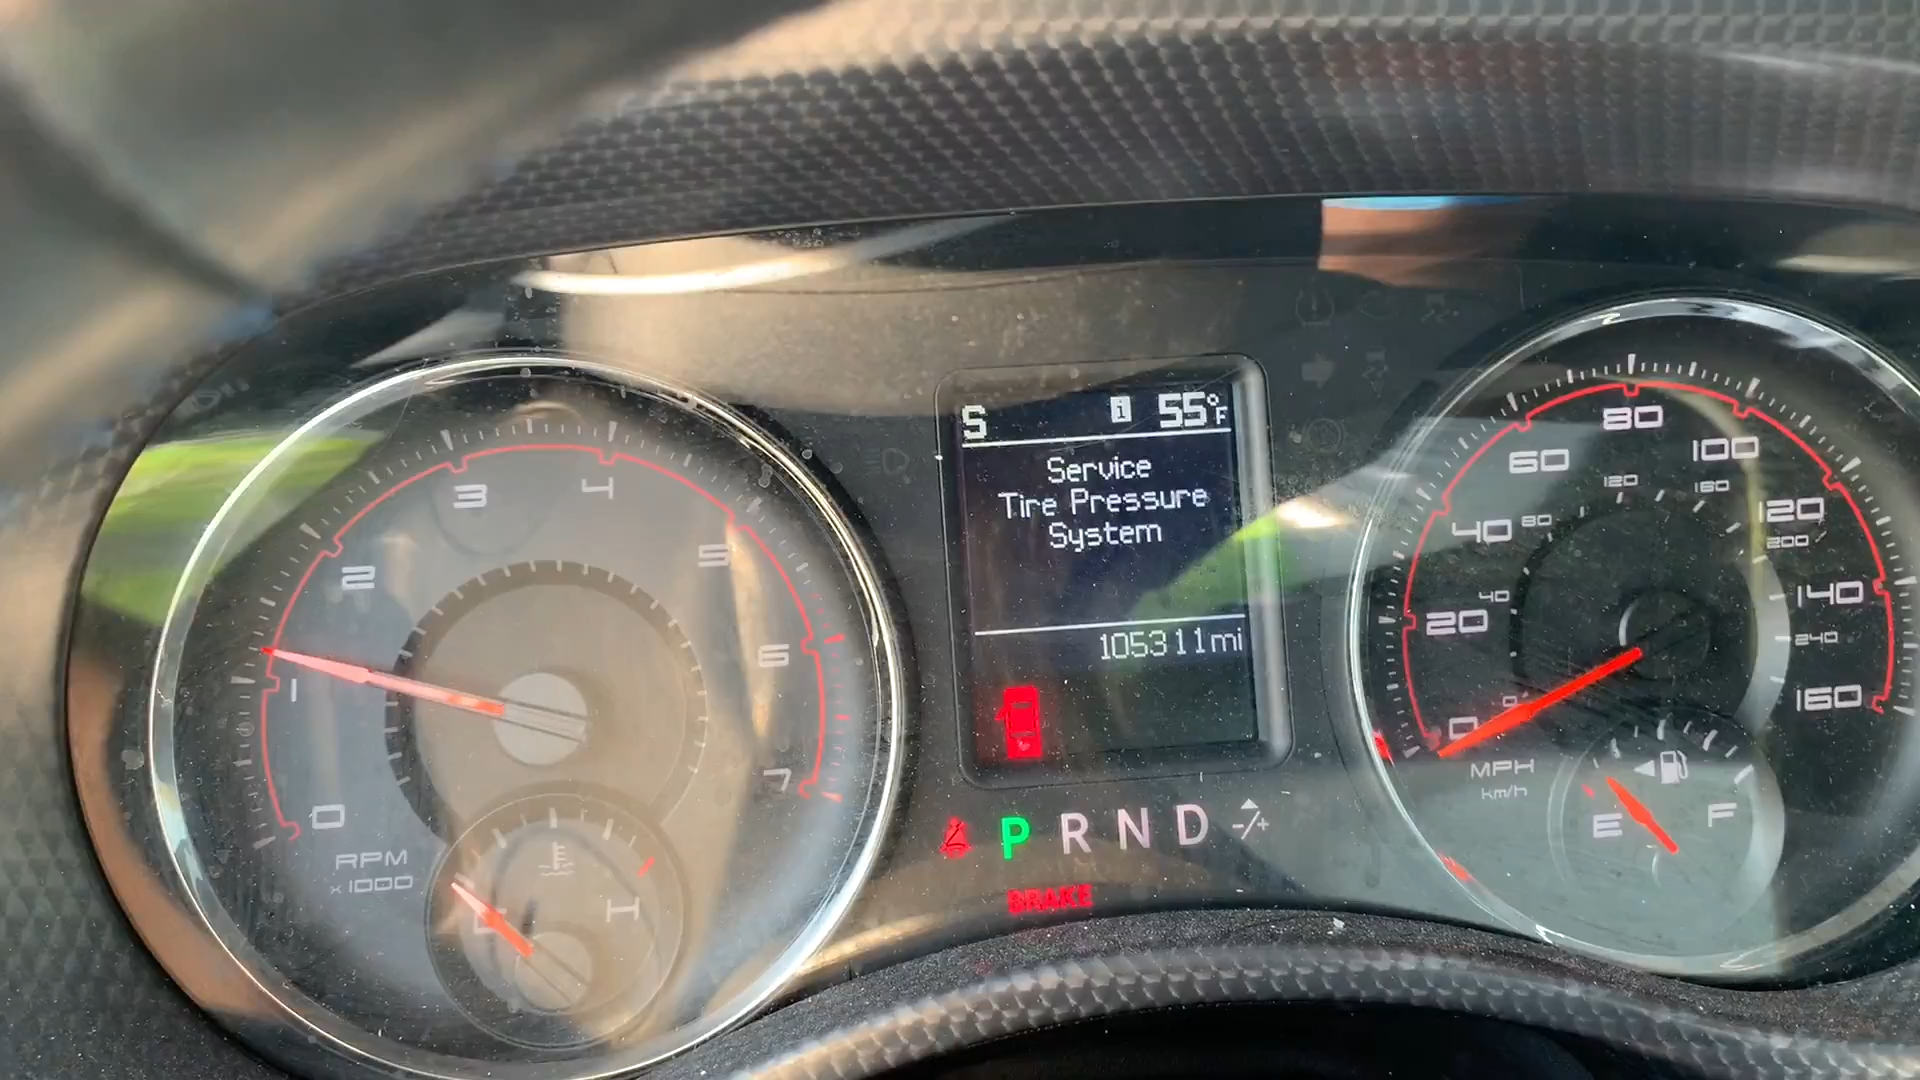 S i 55°F
Service
Tire Pressure
System
105311mi
P R N D -/+
BRAKE
0 1 2 3 4 5 6 7
RPM
x1000
H
0 20 40 60 80 100 120 140 160
0 40 80 120 160 200 240
MPH
km/h
E F